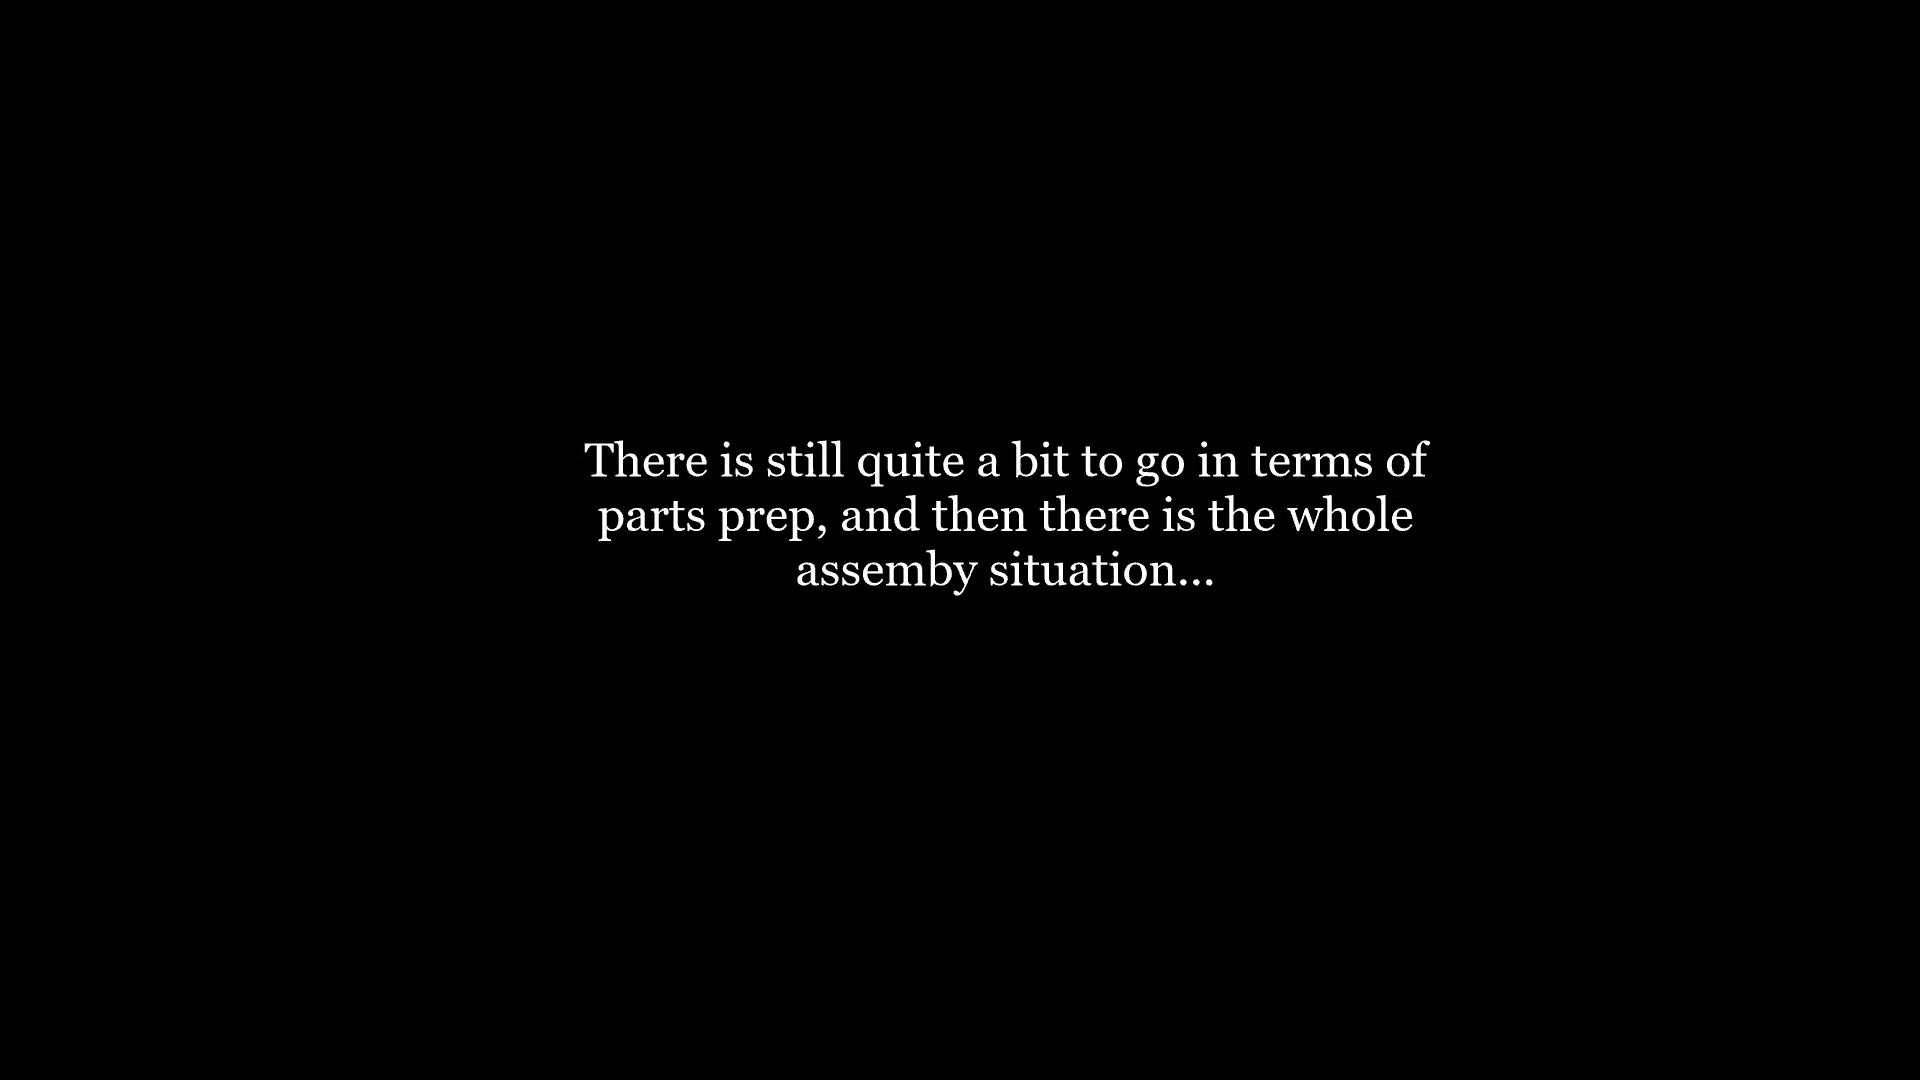 There is still quite a bit to go in terms of
parts prep, and then there is the whole
assemby situation...